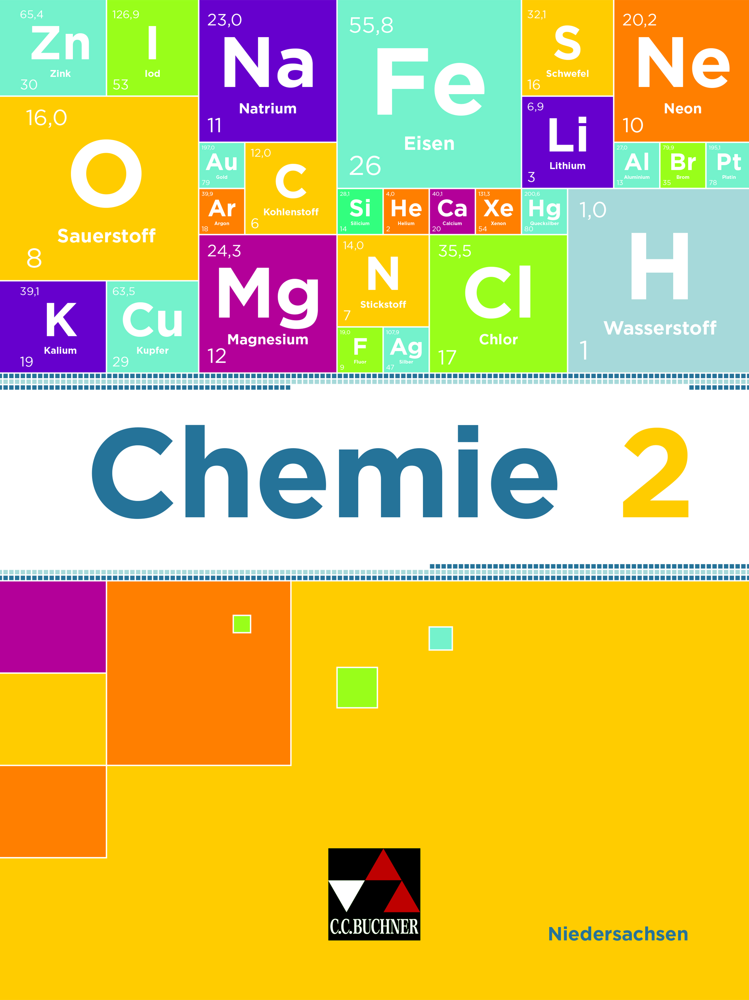 65,4
Zn
Zink
30
126,9
I
Iod
53
23,0
Na
Natrium
11
55,8
Fe
Eisen
26
32,1
S
Schwefel
16
20,2
Ne
Neon
10
16,0
O
Sauerstoff
8
197,0
Au
Gold
79
12,0
C
Kohlenstoff
6
6,9
Li
Lithium
3
27,0
Al
Aluminium
13
79,9
Br
Brom
35
195,1
Pt
Platin
78
39,9
Ar
Argon
18
28,1
Si
Silicium
14
4,0
He
Helium
2
40,1
Ca
Calcium
20
131,3
Xe
Xenon
54
200,6
Hg
Quecksilber
80
1,0
H
Wasserstoff
1
39,1
K
Kalium
19
63,5
Cu
Kupfer
29
24,3
Mg
Magnesium
12
14,0
N
Stickstoff
7
35,5
Cl
Chlor
17
19,0
F
Fluor
9
107,9
Ag
Silber
47
Chemie 2
C.C.BUCHNER
Niedersachsen